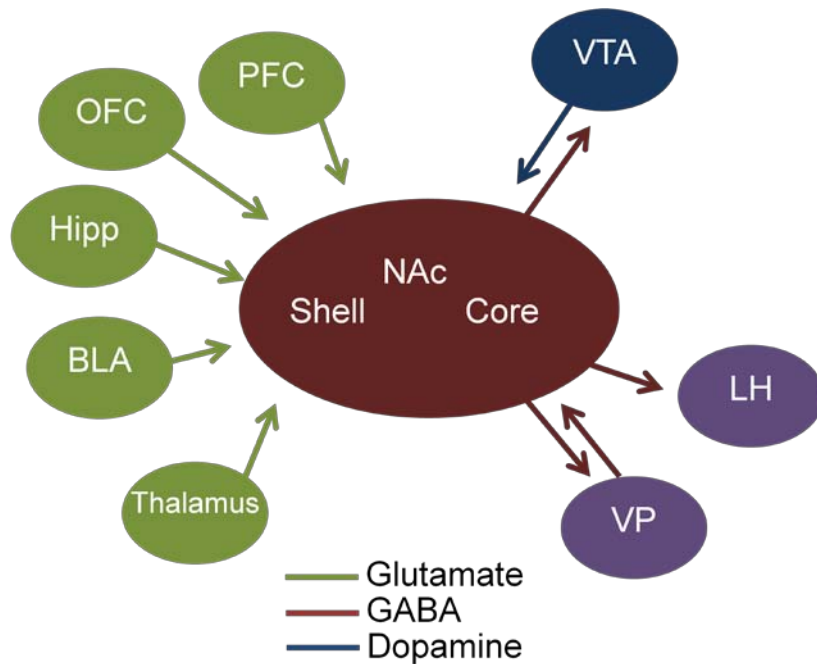 PFC
VTA
OFC
Hipp
NAc
Shell Core
BLA
LH
Thalamus
VP
Glutamate
GABA
Dopamine